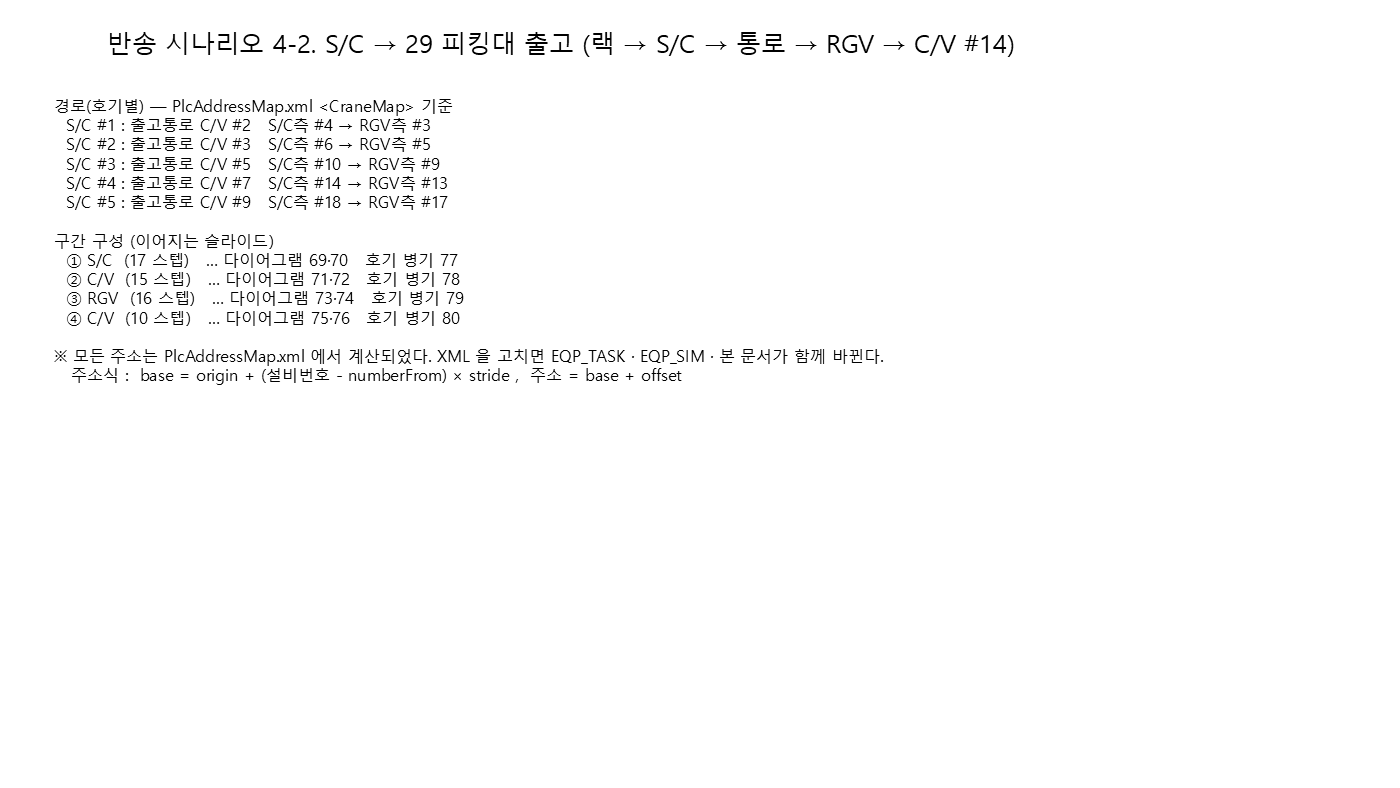 반송 시나리오 4-2. S/C → 29 피킹대 출고 (랙 → S/C → 통로 → RGV → C/V #14)
경로(호기별) — PlcAddressMap.xml <CraneMap> 기준
S/C #1 : 출고통로 C/V #2 S/C측 #4 → RGV측 #3
S/C #2 : 출고통로 C/V #3 S/C측 #6 → RGV측 #5
S/C #3 : 출고통로 C/V #5 S/C측 #10 → RGV측 #9
S/C #4 : 출고통로 C/V #7 S/C측 #14 → RGV측 #13
S/C #5 : 출고통로 C/V #9 S/C측 #18 → RGV측 #17
구간 구성 (이어지는 슬라이드)
① S/C (17 스텝) ... 다이어그램 69·70 호기 병기 77
② C/V (15 스텝) ... 다이어그램 71·72 호기 병기 78
③ RGV (16 스텝) ... 다이어그램 73·74 호기 병기 79
④ C/V (10 스텝) ... 다이어그램 75·76 호기 병기 80
※ 모든 주소는 PlcAddressMap.xml 에서 계산되었다. XML 을 고치면 EQP_TASK · EQP_SIM · 본 문서가 함께 바뀐다.
주소식 : base = origin + (설비번호 - numberFrom) × stride , 주소 = base + offset